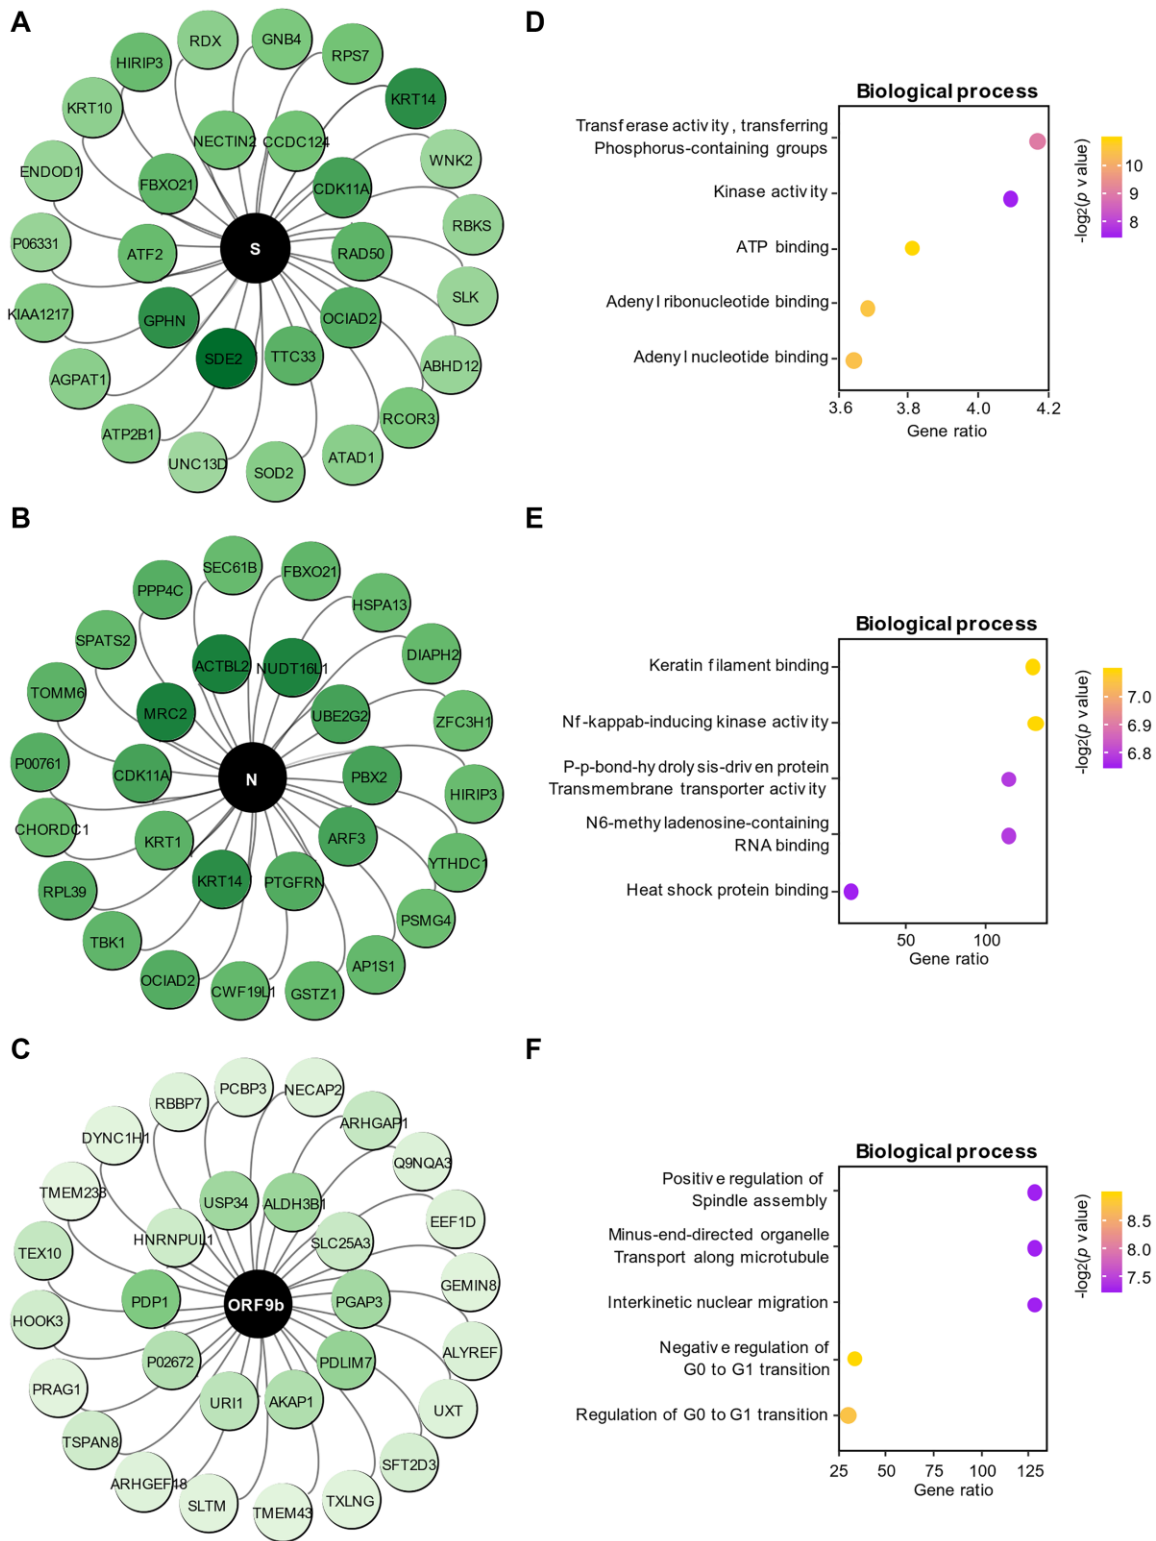 A
RDX
GNB4
RPS7
HIRIP3
KRT14
KRT10
NECTIN2
CCDC124
WNK2
ENDOD1
FBXO21
CDK11A
RBKS
P06331
ATF2
S
RAD50
SLK
KIAA1217
GPHN
OCIAD2
AGPAT1
SDE2
TTC33
ABHD12
ATP2B1
RCOR3
UNC13D
SOD2
ATAD1
D
Biological process
Transferase activity, transferring
Phosphorus-containing groups
Kinase activity
ATP binding
Adenyl ribonucleotide binding
Adenyl nucleotide binding
3.6 3.8 4.0 4.2
Gene ratio
-log2(p value)
10
9
8
B
SEC61B
FBXO21
PPP4C
HSPA13
SPATS2
ACTBL2
NUDT16L1
DIAPH2
TOMM6
MRC2
UBE2G2
ZFC3H1
P00761
CDK11A
N
PBX2
HIRIP3
CHORDC1
KRT1
ARF3
YTHDC1
RPL39
KRT14
PTGFRN
PSMG4
TBK1
OCIAD2
CWF19L1
GSTZ1
AP1S1
E
Biological process
Keratin filament binding
Nf-kappab-inducing kinase activity
P-p-bond-hydrolysis-driven protein
Transmembrane transporter activity
N6-methyladenosine-containing
RNA binding
Heat shock protein binding
50 100
Gene ratio
-log2(p value)
7.0
6.9
6.8
C
PCBP3
NECAP2
RBBP7
ARHGAP1
DYNC1H1
Q9NQA3
TMEM238
USP34
ALDH3B1
EEF1D
TEX10
HNRNPUL1
SLC25A3
GEMIN8
HOOK3
PDP1
ORF9b
PGAP3
ALYREF
PRAG1
P02672
PDLIM7
UXT
TSPAN8
URI1
AKAP1
SFT2D3
ARHGEF18
SLTM
TMEM43
TXLNG
F
Biological process
Positive regulation of
Spindle assembly
Minus-end-directed organelle
Transport along microtubule
Interkinetic nuclear migration
Negative regulation of
G0 to G1 transition
Regulation of G0 to G1 transition
25 50 75 100 125
Gene ratio
-log2(p value)
8.5
8.0
7.5